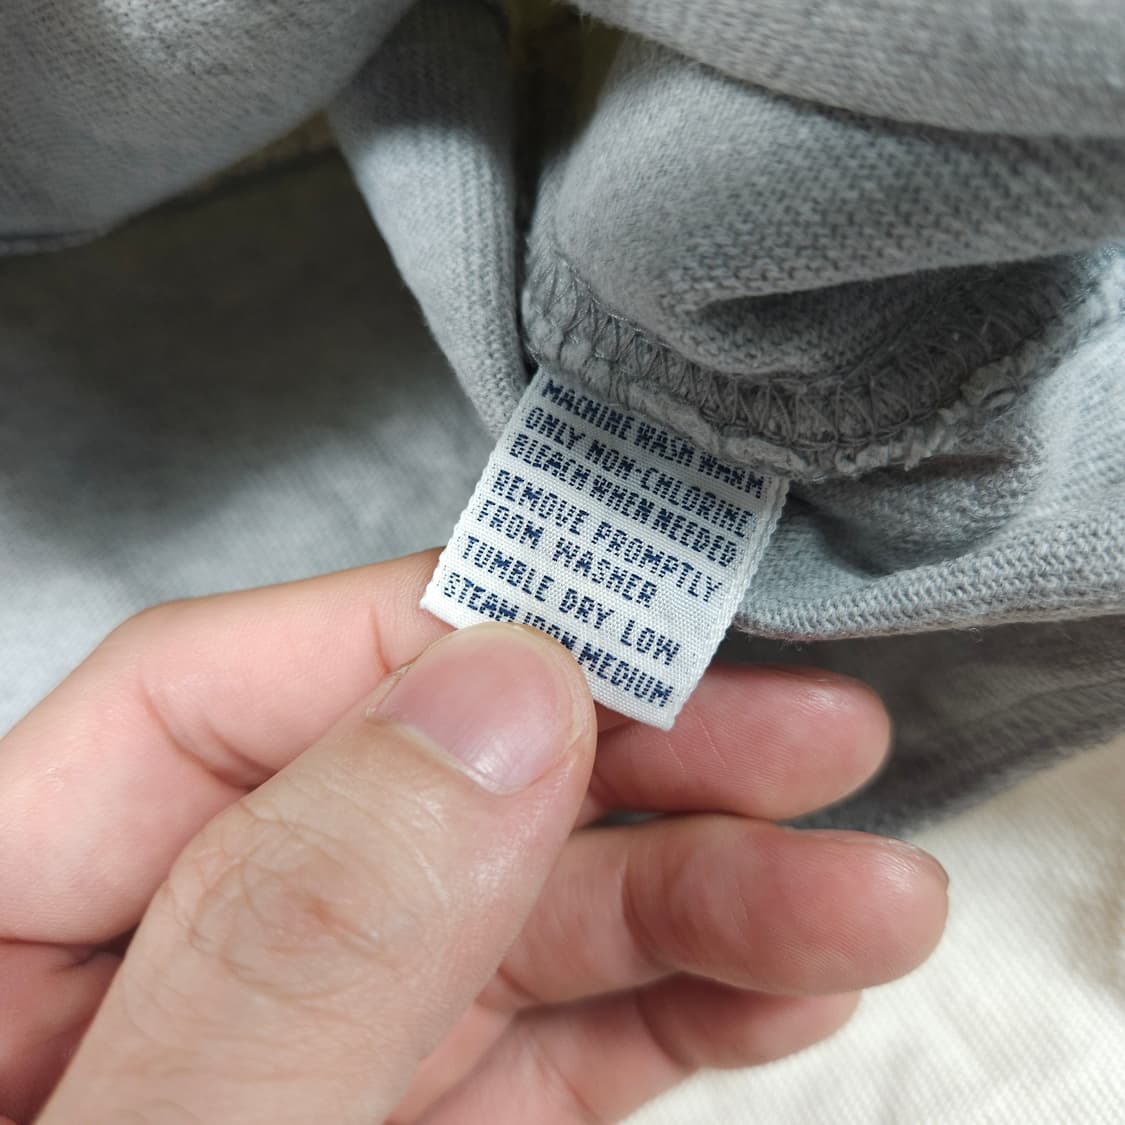 MACHINE WASH WARM
ONLY NON-CHLORINE
BLEACH WHEN NEEDED
REMOVE PROMPTLY
FROM WASHER
TUMBLE DRY LOW
STEAM IRON MEDIUM